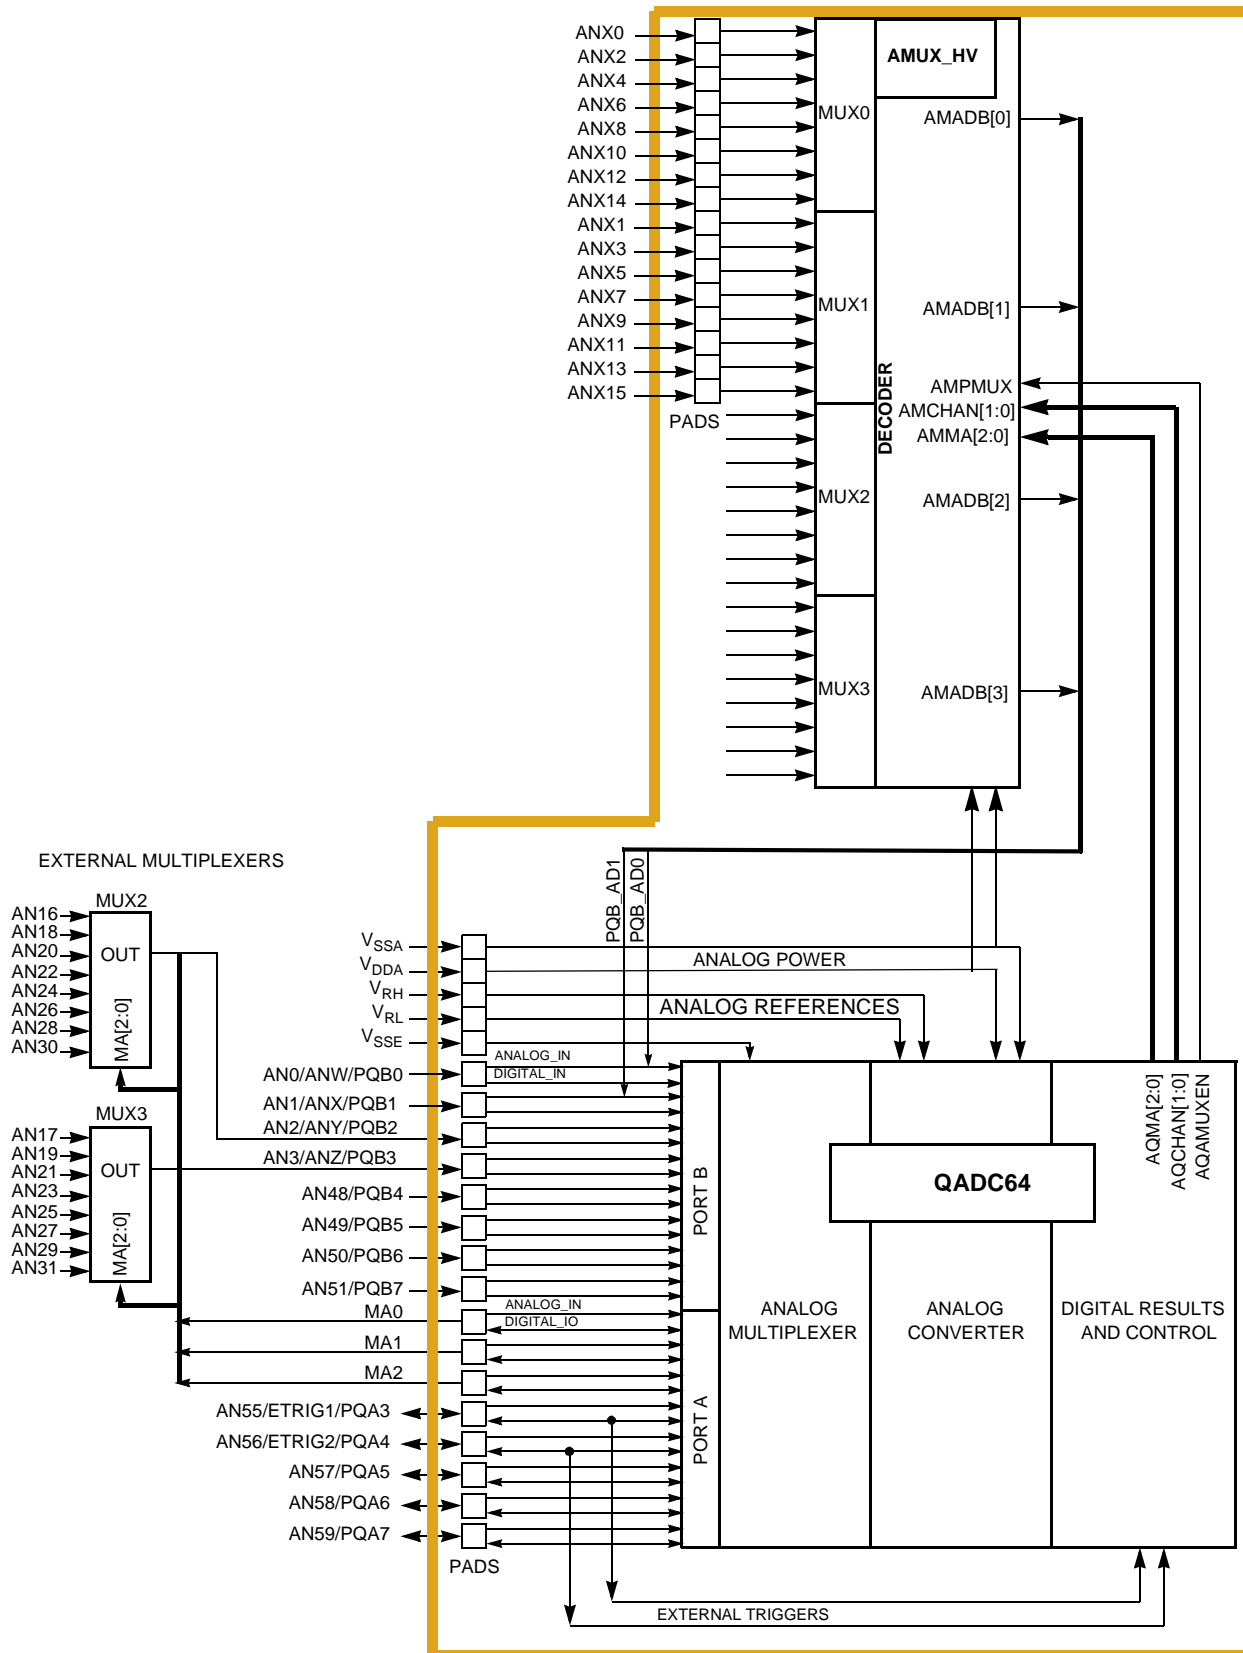 ANX0
ANX2
ANX4
ANX6
ANX8
ANX10
ANX12
ANX14
ANX1
ANX3
ANX5
ANX7
ANX9
ANX11
ANX13
ANX15
PADS
MUX0
MUX1
MUX2
MUX3
AMUX_HV
DECODER
AMADB[0]
AMADB[1]
AMPMUX
AMCHAN[1:0]
AMMA[2:0]
AMADB[2]
AMADB[3]
EXTERNAL MULTIPLEXERS
MUX2
AN16
AN18
AN20
AN22
AN24
AN26
AN28
AN30
OUT
MA[2:0]
MUX3
AN17
AN19
AN21
AN23
AN25
AN27
AN29
AN31
OUT
MA[2:0]
PQB_AD1
PQB_AD0
VSSA
VDDA
VRH
VRL
VSSE
ANALOG POWER
ANALOG REFERENCES
ANALOG_IN
DIGITAL_IN
AN0/ANW/PQB0
AN1/ANX/PQB1
AN2/ANY/PQB2
AN3/ANZ/PQB3
AN48/PQB4
AN49/PQB5
AN50/PQB6
AN51/PQB7
MA0
MA1
MA2
ANALOG_IN
DIGITAL_IO
AN55/ETRIG1/PQA3
AN56/ETRIG2/PQA4
AN57/PQA5
AN58/PQA6
AN59/PQA7
PADS
PORT B
PORT A
AQMA[2:0]
AQCHAN[1:0]
AQAMUXEN
QADC64
ANALOG
MULTIPLEXER
ANALOG
CONVERTER
DIGITAL RESULTS
AND CONTROL
EXTERNAL TRIGGERS